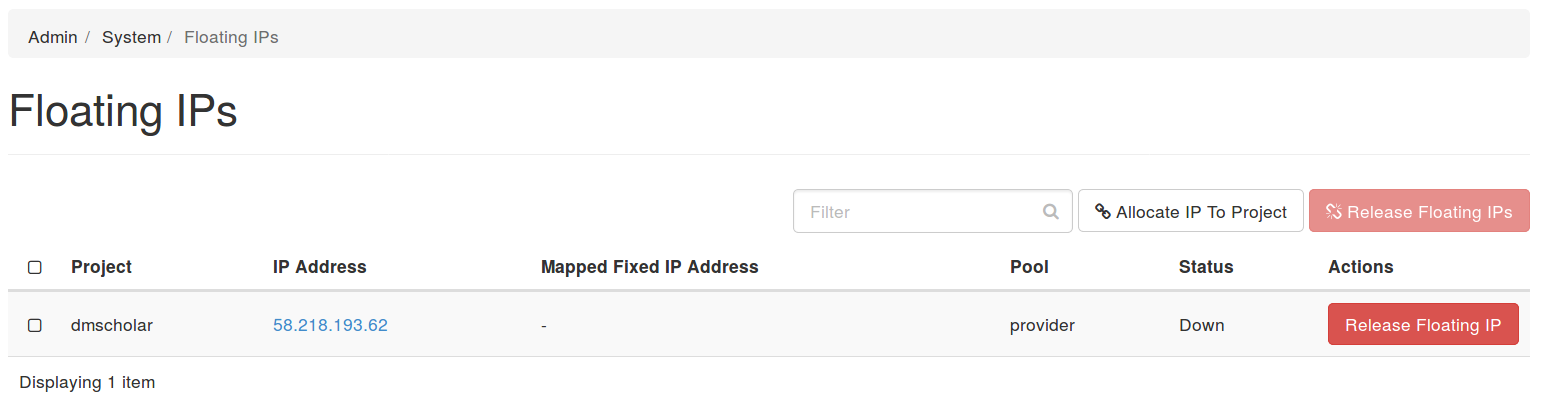 Admin / System / Floating IPs
Floating IPs
Filter Allocate IP To Project Release Floating IPs
Project IP Address Mapped Fixed IP Address Pool Status Actions
dmscholar 58.218.193.62 - provider Down Release Floating IP
Displaying 1 item